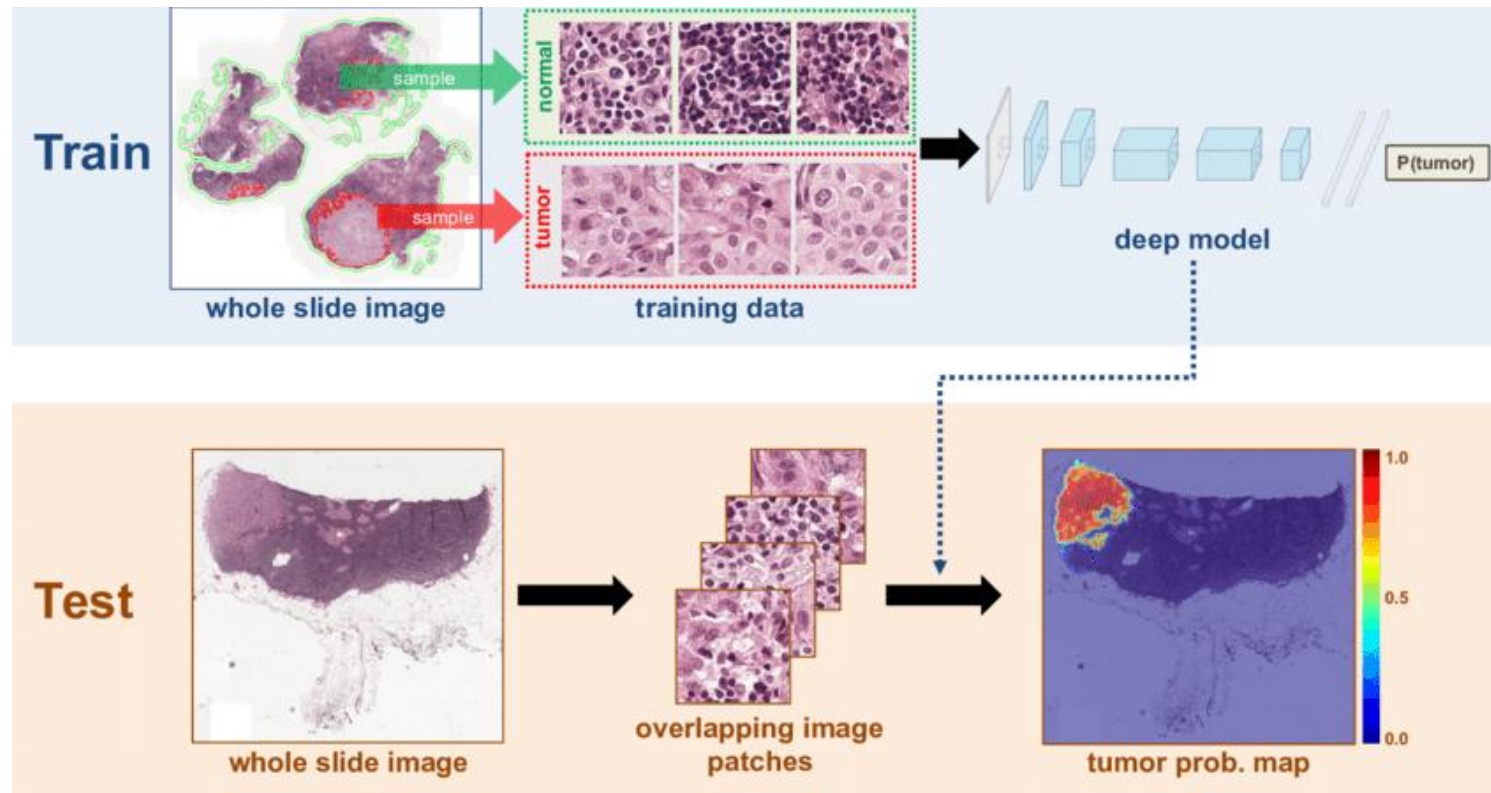 Train
sample
sample
normal
tumor
P(tumor)
deep model
whole slide image
training data
Test
1.0
0.5
0.0
whole slide image
overlapping image
patches
tumor prob. map